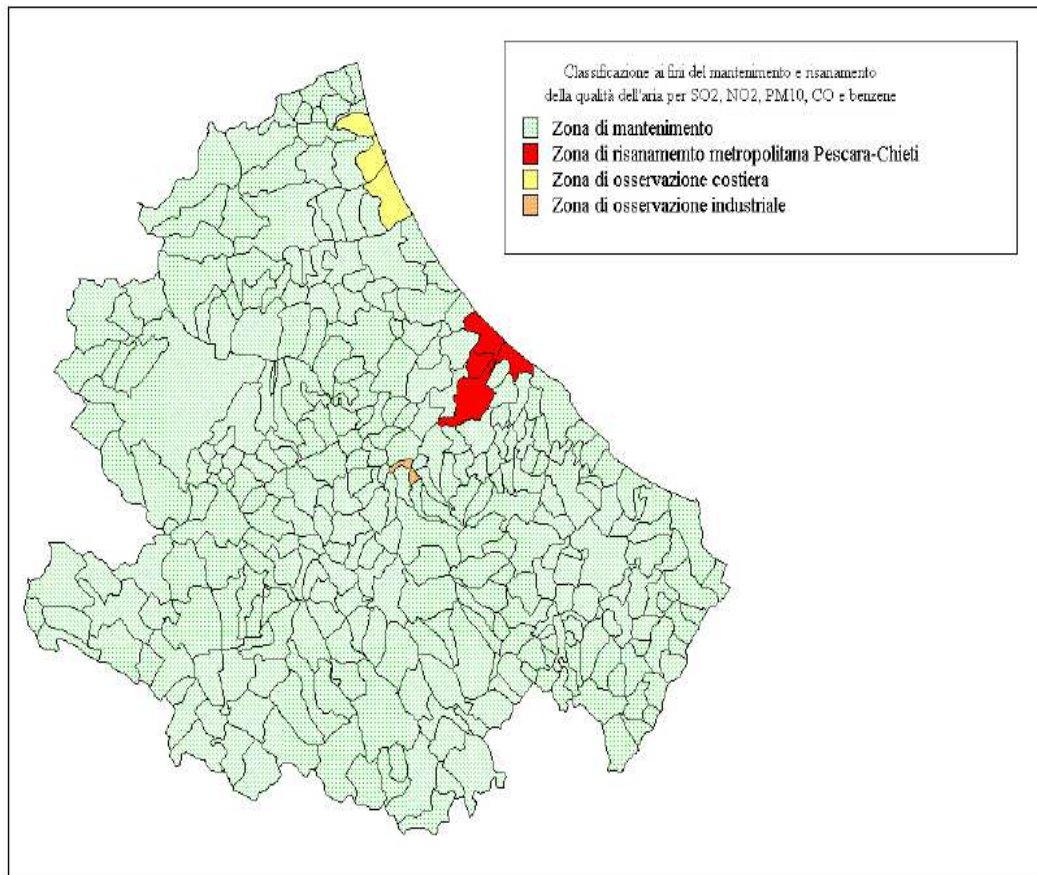 Classificazione ai fini del mantenimento e risanamento
della qualità dell'aria per SO2, NO2, PM10, CO e benzene
Zona di mantenimento
Zona di risanamemto metropolitana Pescara-Chieti
Zona di osservazione costiera
Zona di osservazione industriale